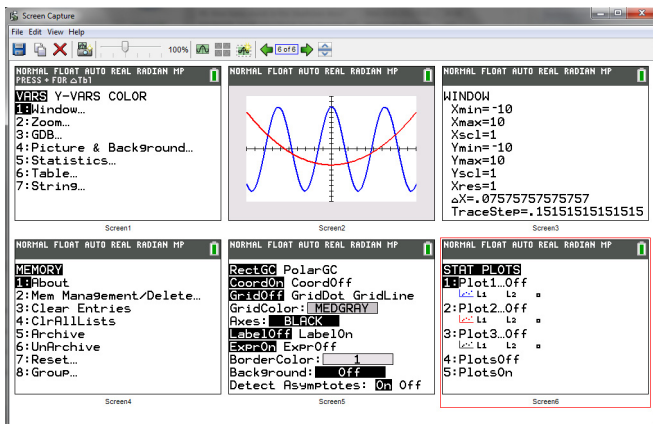 Screen Capture
File Edit View Help
100% 6 of 6
NORMAL FLOAT AUTO REAL RADIAN MP
PRESS + FOR △Tbl
VARS Y-VARS COLOR
1:Window…
2:Zoom…
3:GDB…
4:Picture & Background…
5:Statistics…
6:Table…
7:String…
Screen1
NORMAL FLOAT AUTO REAL RADIAN MP
Screen2
NORMAL FLOAT AUTO REAL RADIAN MP
WINDOW
Xmin=-10
Xmax=10
Xscl=1
Ymin=-10
Ymax=10
Yscl=1
Xres=1
△X=.07575757575757
TraceStep=.15151515151515
Screen3
NORMAL FLOAT AUTO REAL RADIAN MP
MEMORY
1:About
2:Mem Management/Delete…
3:Clear Entries
4:ClrAllLists
5:Archive
6:UnArchive
7:Reset…
8:Group…
Screen4
NORMAL FLOAT AUTO REAL RADIAN MP
RectGC PolarGC
CoordOn CoordOff
GridOff GridDot GridLine
GridColor: MEDGRAY
Axes: BLACK
LabelOff LabelOn
ExprOn ExprOff
BorderColor: 1
Background: Off
Detect Asymptotes: On Off
Screen5
NORMAL FLOAT AUTO REAL RADIAN MP
STAT PLOTS
1:Plot1…Off
L1 L2
2:Plot2…Off
L1 L2
3:Plot3…Off
L1 L2
4:PlotsOff
5:PlotsOn
Screen6